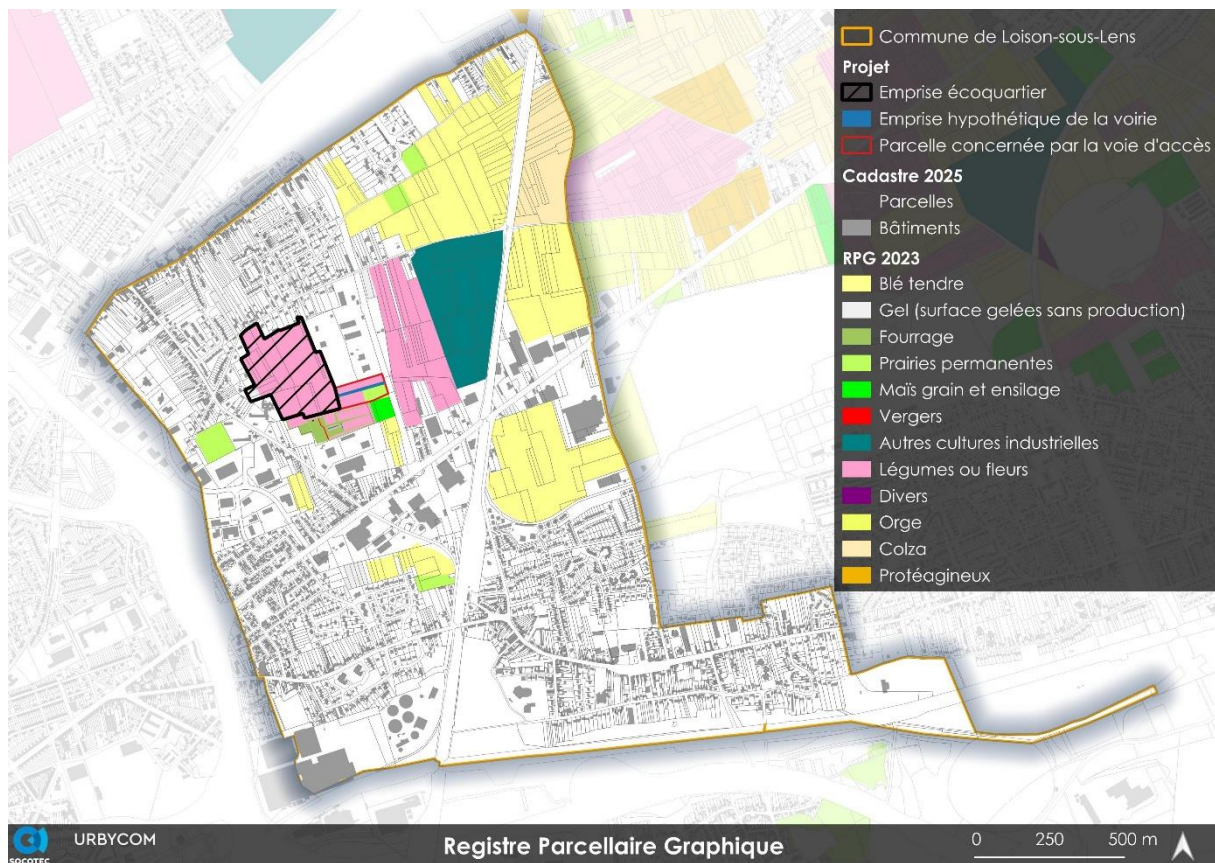 Commune de Loison-sous-Lens
Projet
Emprise écoquartier
Emprise hypothétique de la voirie
Parcelle concernée par la voie d'accès
Cadastre 2025
Parcelles
Bâtiments
RPG 2023
Blé tendre
Gel (surface gelées sans production)
Fourrage
Prairies permanentes
Maïs grain et ensilage
Vergers
Autres cultures industrielles
Légumes ou fleurs
Divers
Orge
Colza
Protéagineux
SOCOTEC
URBYCOM
Registre Parcellaire Graphique
0 250 500 m